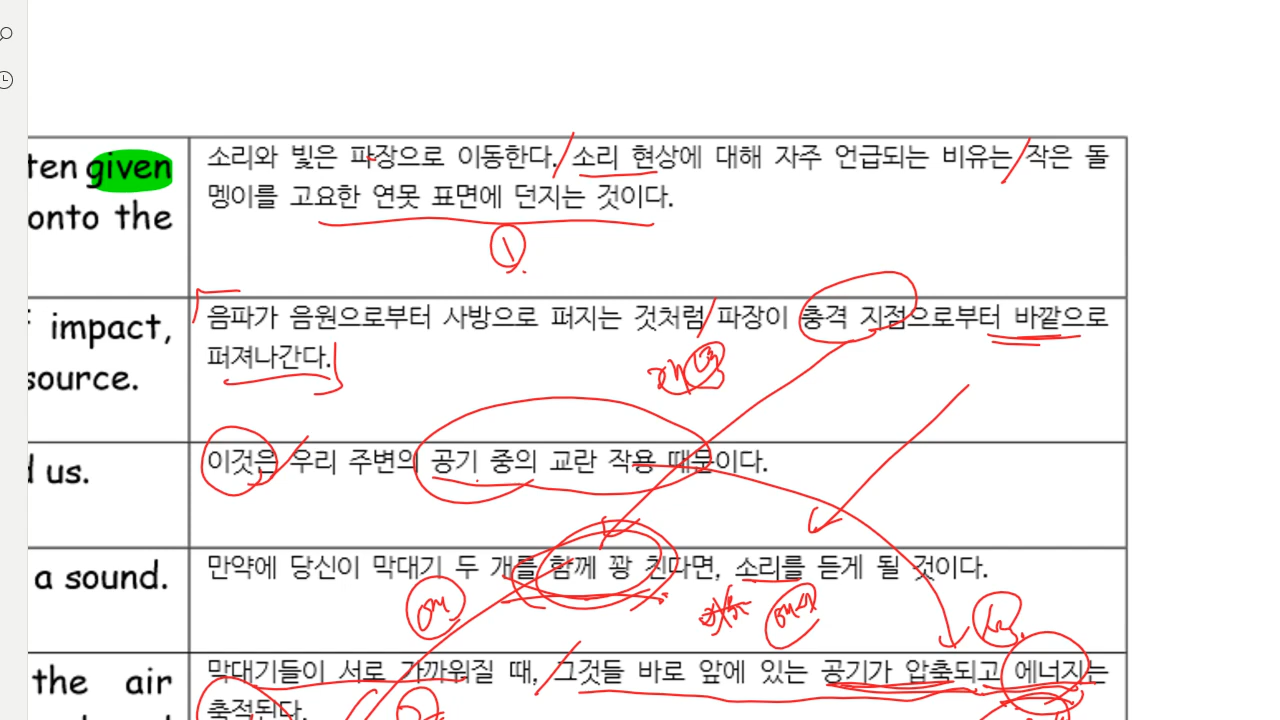 ten given
onto the
소리와 빛은 파장으로 이동한다. 소리 현상에 대해 자주 언급되는 비유는 작은 돌
멩이를 고요한 연못 표면에 던지는 것이다.
①
impact,
source.
음파가 음원으로부터 사방으로 퍼지는 것처럼 파장이 충격 지점으로부터 바깥으로
퍼져나간다.
us.
이것은 우리 주변의 공기 중의 교란 작용 때문이다.
a sound.
만약에 당신이 막대기 두 개를 함께 꽝 친다면, 소리를 듣게 될 것이다.
the air
막대기들이 서로 가까워질 때, 그것들 바로 앞에 있는 공기가 압축되고 에너지는
축적된다.